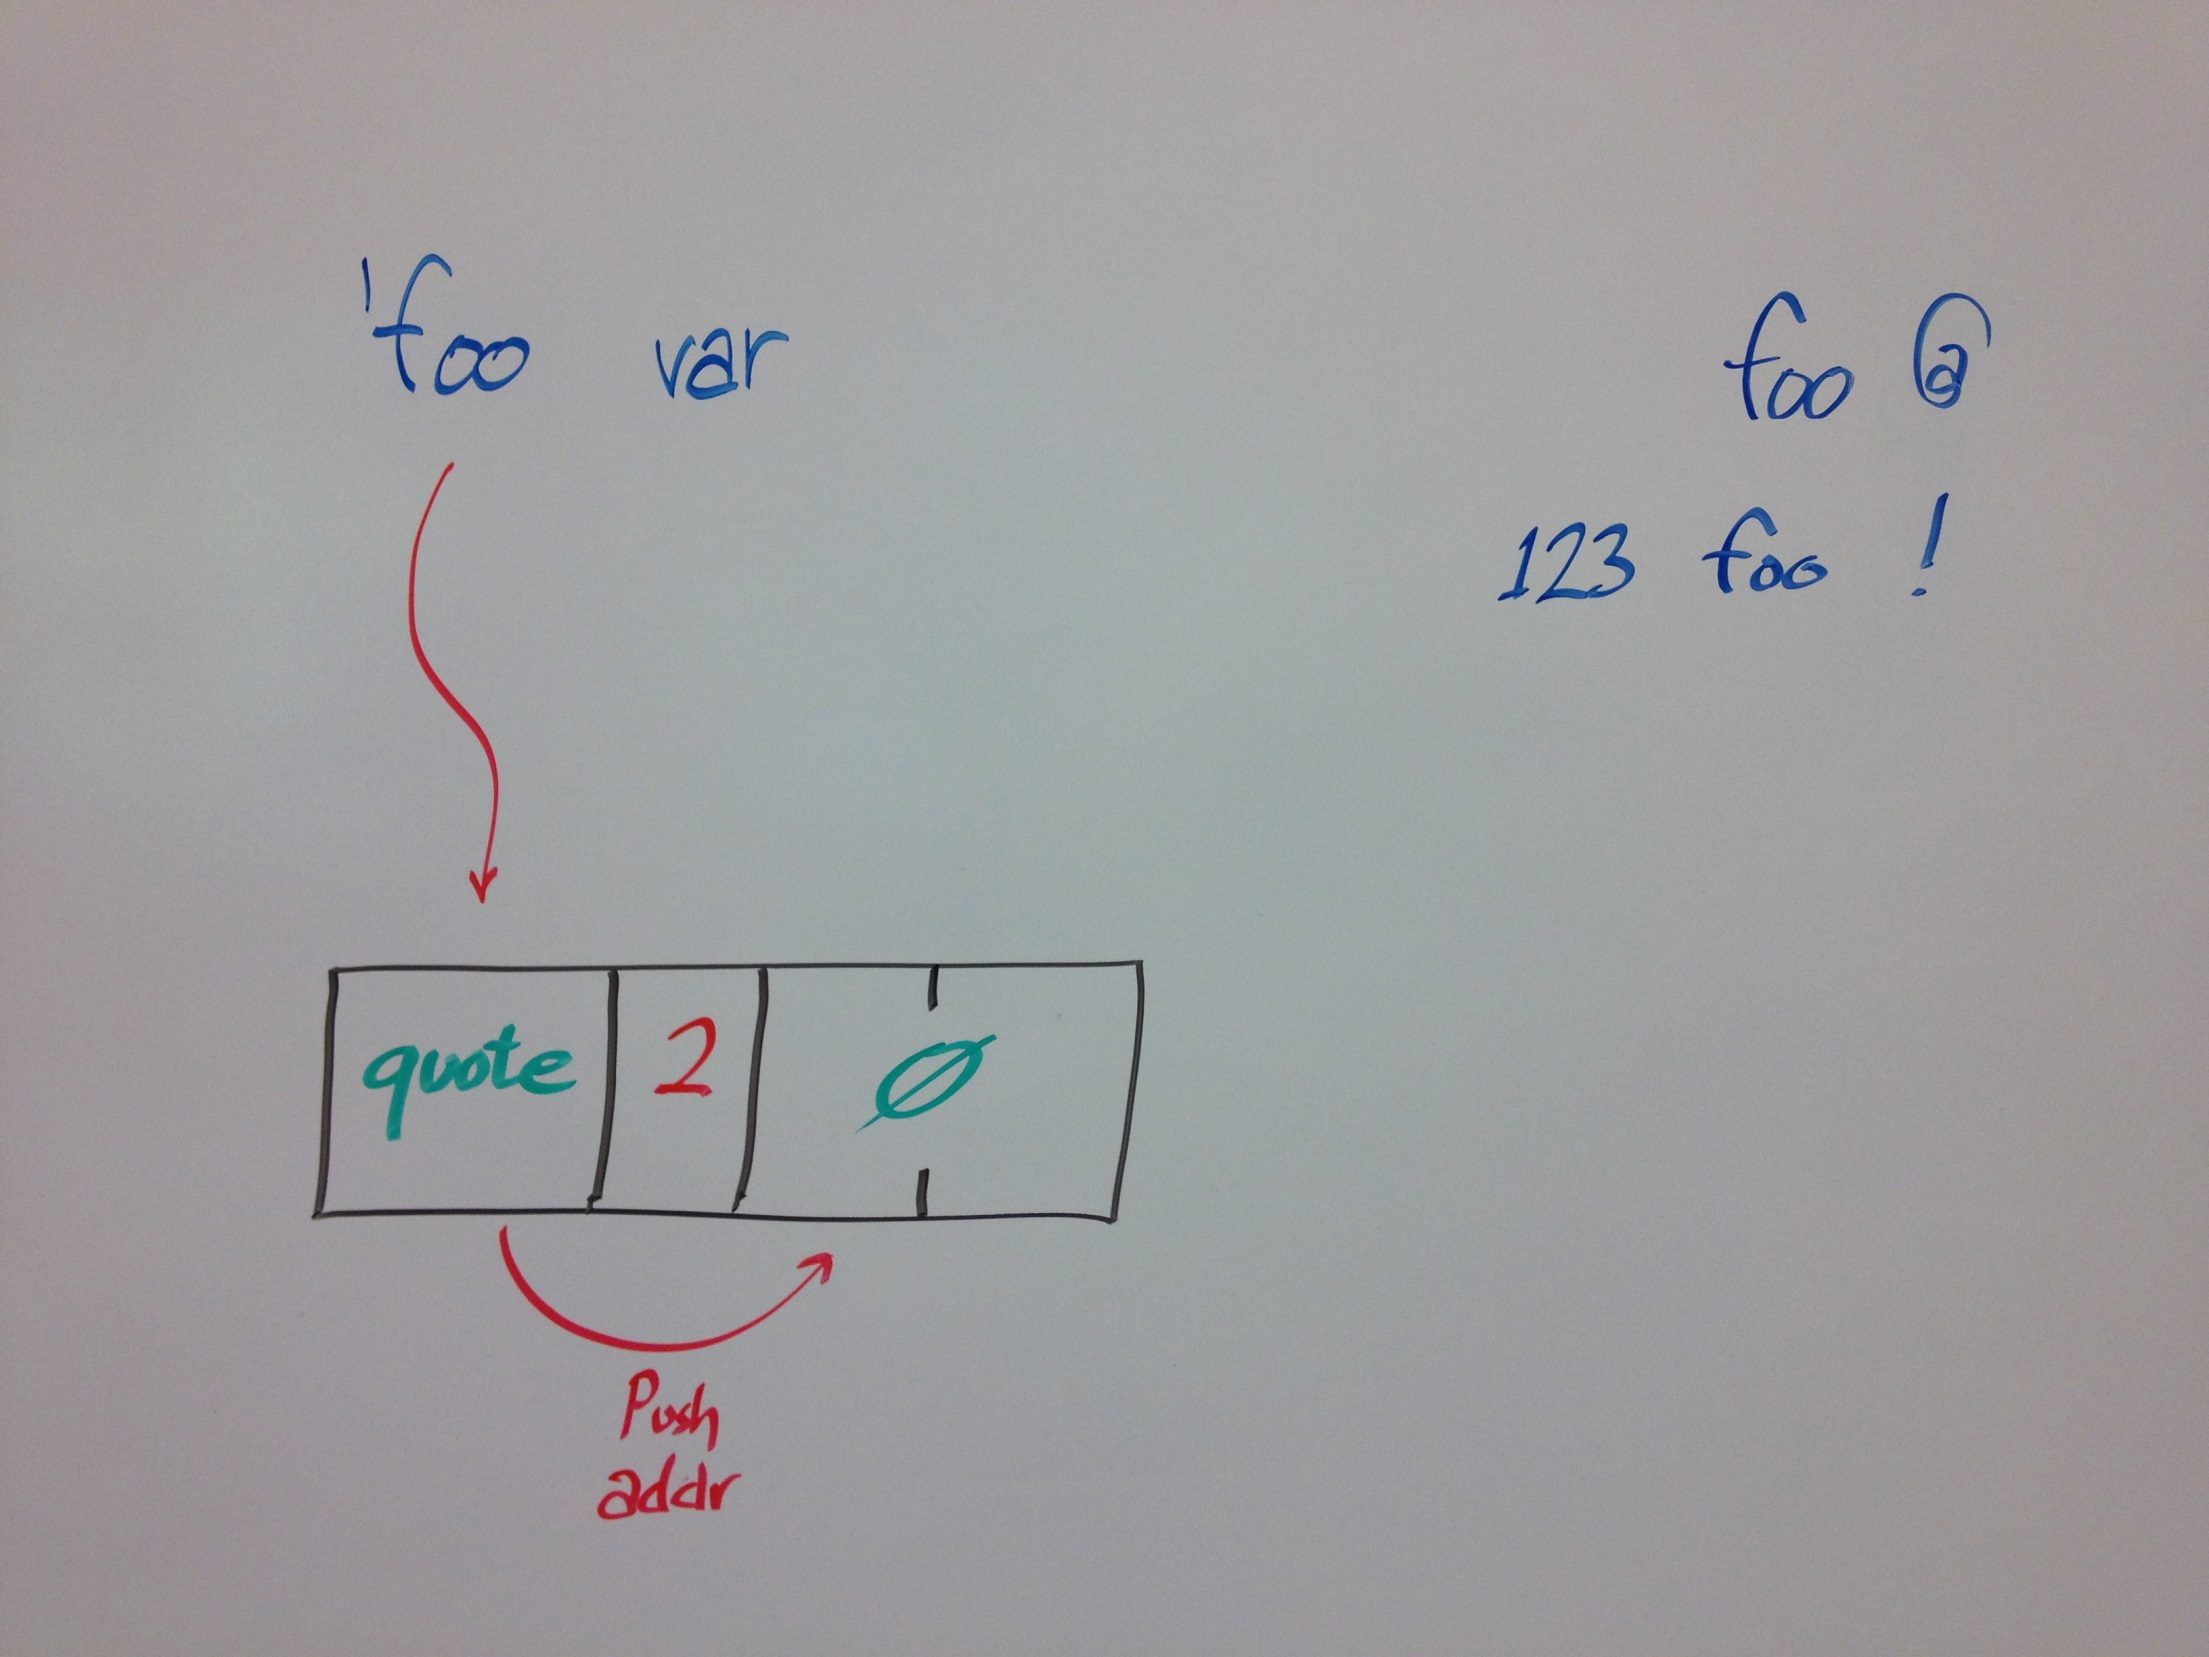 'foo var
foo @
123 foo !
quote 2 Ø
Push
addr